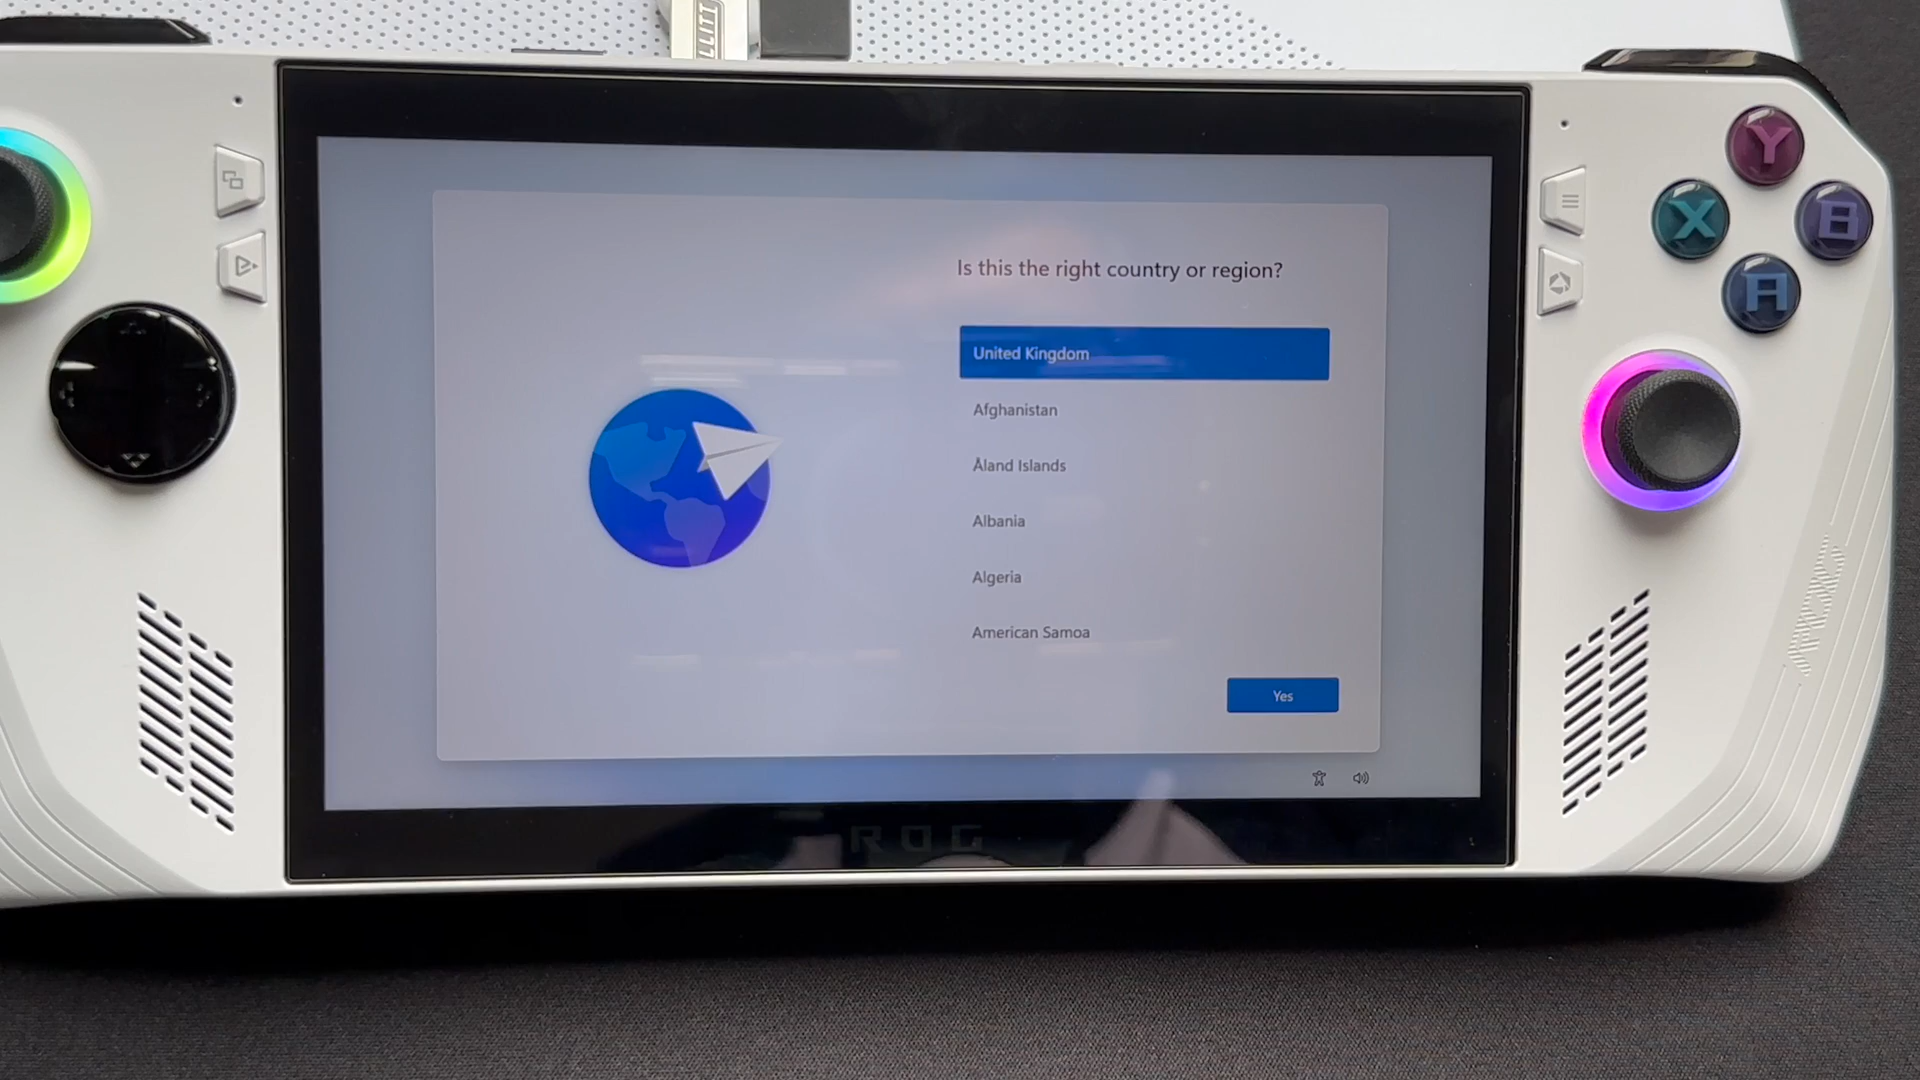 Y
X
B
A
Is this the right country or region?
United Kingdom
Afghanistan
Åland Islands
Albania
Algeria
American Samoa
Yes
ROG